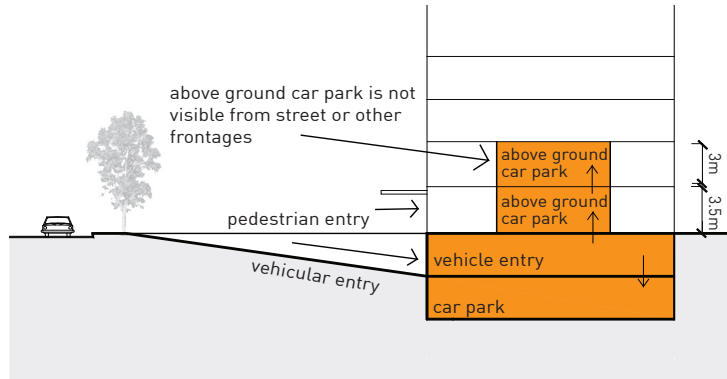 above ground car park is not
visible from street or other
frontages
above ground
car park
3m
above ground
car park
3.5m
pedestrian entry
vehicle entry
vehicular entry
car park